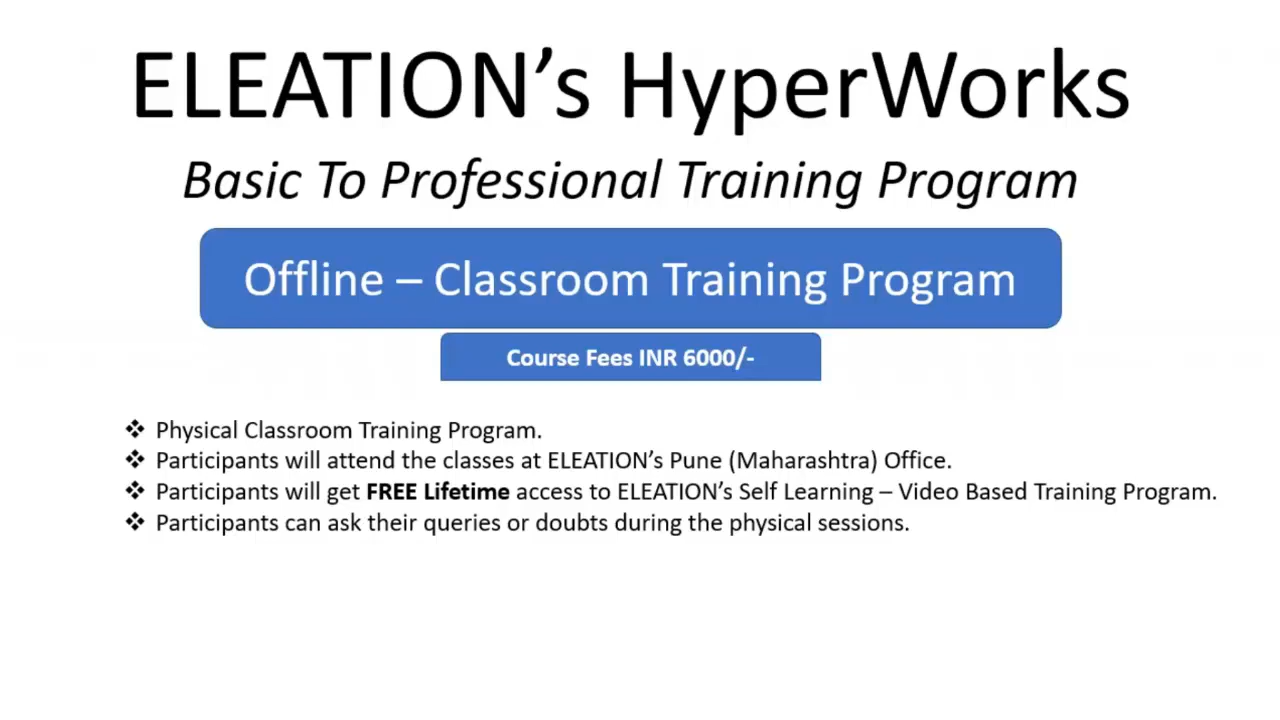 ELEATION’s HyperWorks
Basic To Professional Training Program
Offline – Classroom Training Program
Course Fees INR 6000/-
❖ Physical Classroom Training Program.
❖ Participants will attend the classes at ELEATION’s Pune (Maharashtra) Office.
❖ Participants will get FREE Lifetime access to ELEATION’s Self Learning – Video Based Training Program.
❖ Participants can ask their queries or doubts during the physical sessions.